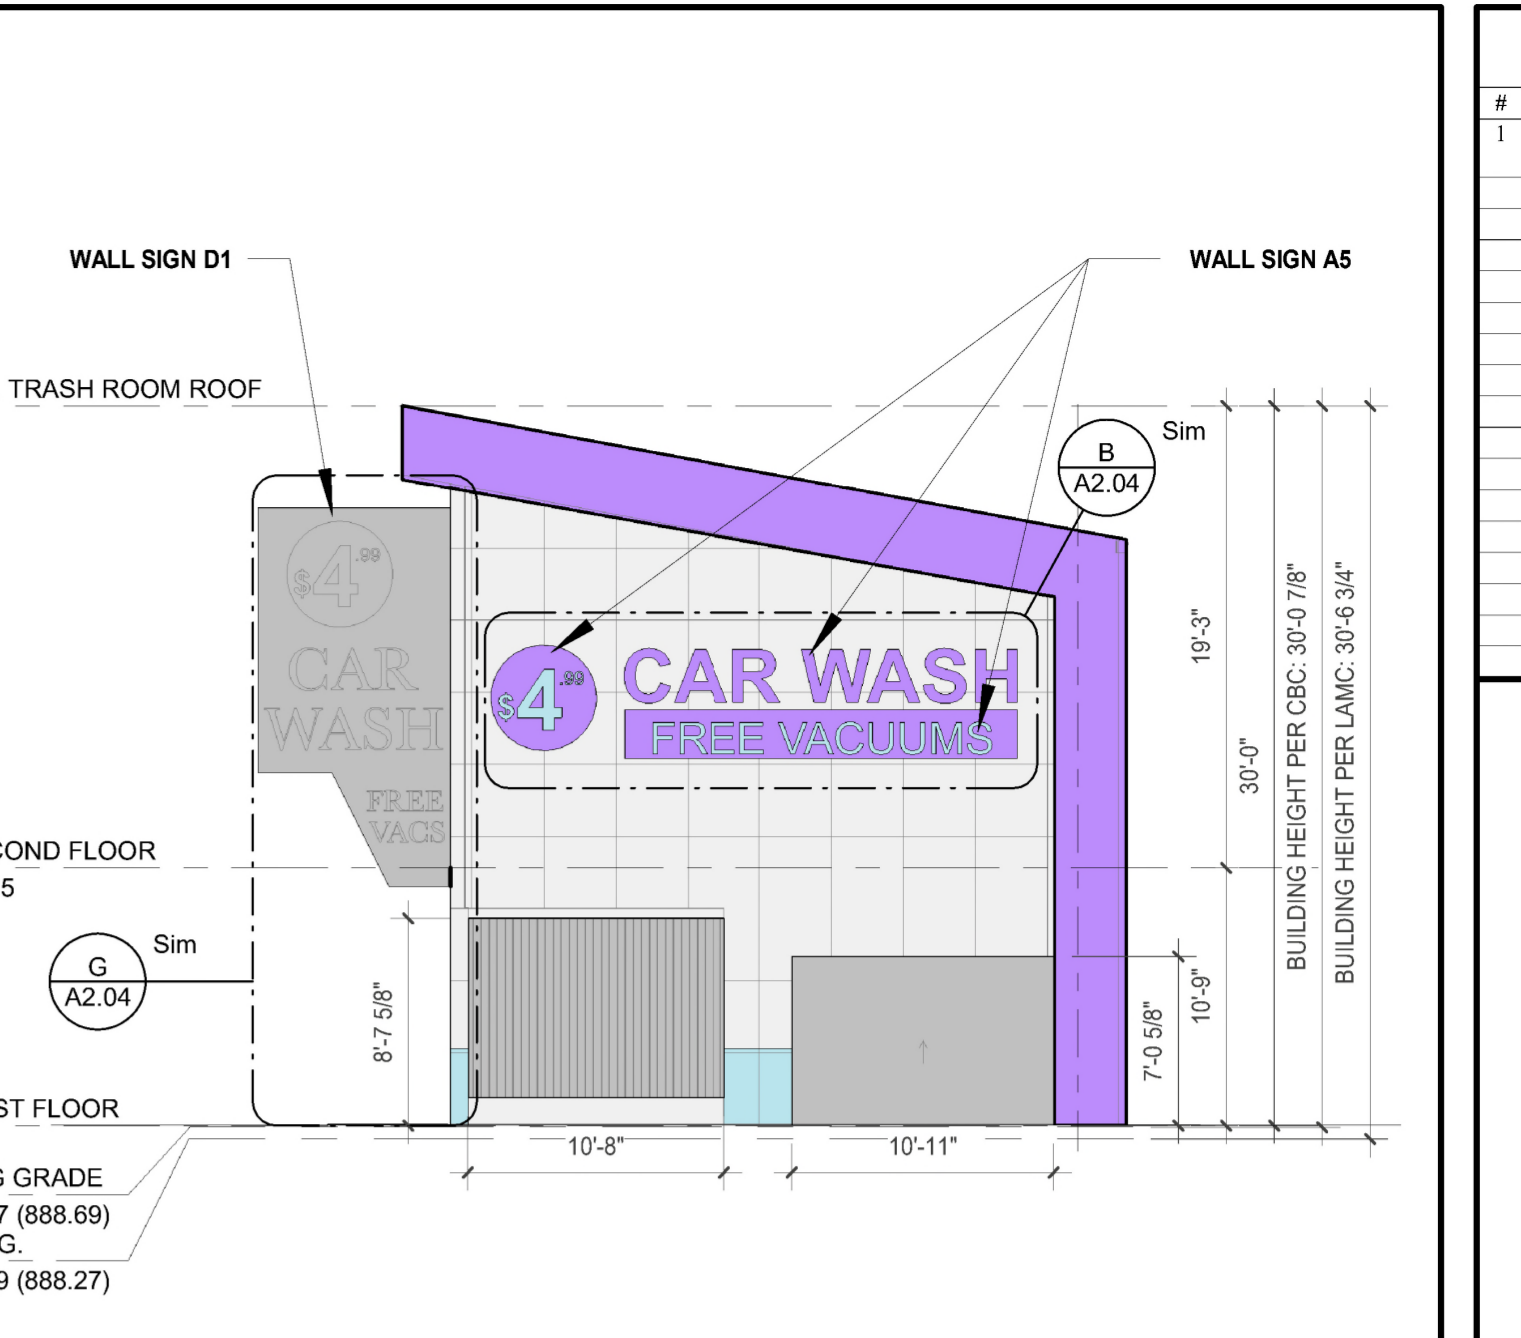 #
1
WALL SIGN D1
WALL SIGN A5
TRASH ROOM ROOF
Sim
B
A2.04
$4.99
CAR
WASH
FREE
VACS
$4.99
CAR WASH
FREE VACUUMS
19'-3"
30'-0"
BUILDING HEIGHT PER CBC: 30'-0 7/8"
BUILDING HEIGHT PER LAMC: 30'-6 3/4"
COND FLOOR
5
Sim
G
A2.04
8'-7 5/8"
7'-0 5/8"
10'-9"
ST FLOOR
10'-8"
10'-11"
G GRADE
7 (888.69)
G.
9 (888.27)